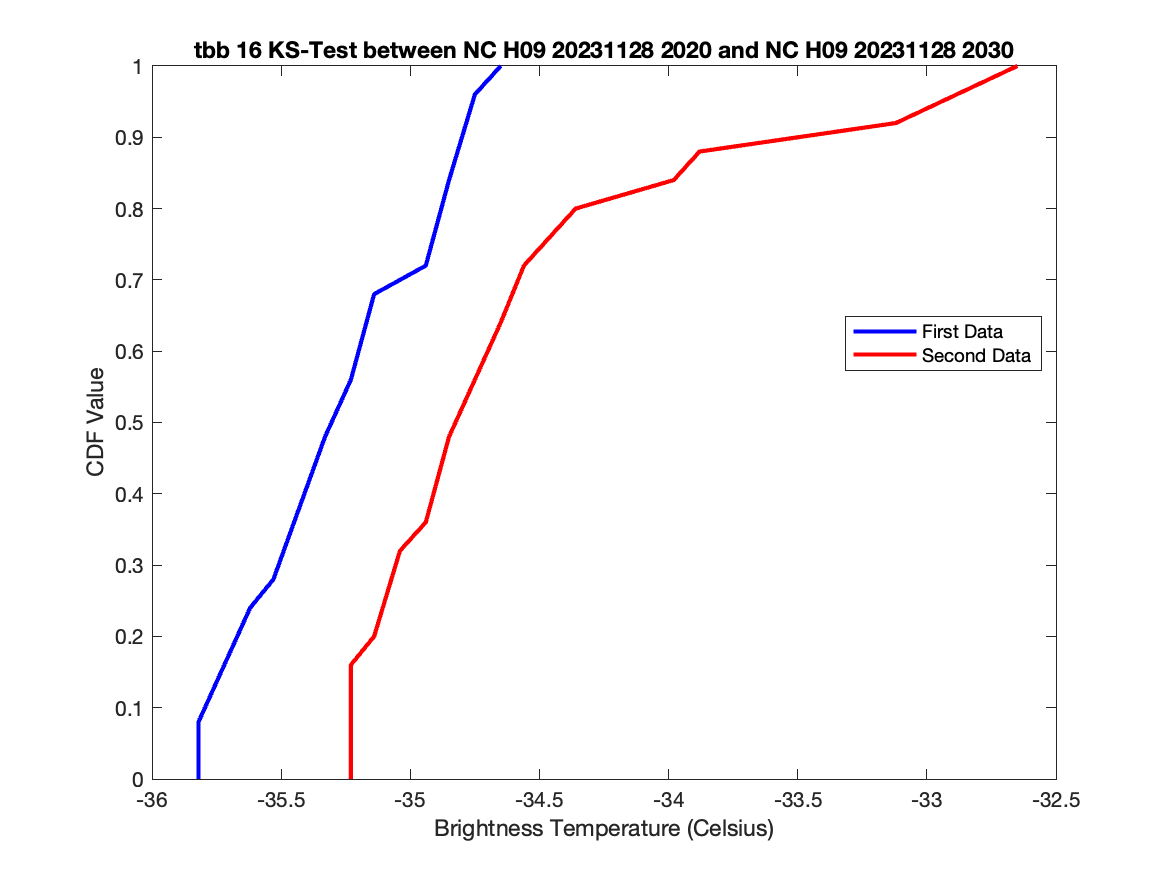 tbb 16 KS-Test between NC H09 20231128 2020 and NC H09 20231128 2030
1
0.9
0.8
0.7
0.6
0.5
0.4
0.3
0.2
0.1
0
CDF Value
First Data
Second Data
-36 -35.5 -35 -34.5 -34 -33.5 -33 -32.5
Brightness Temperature (Celsius)